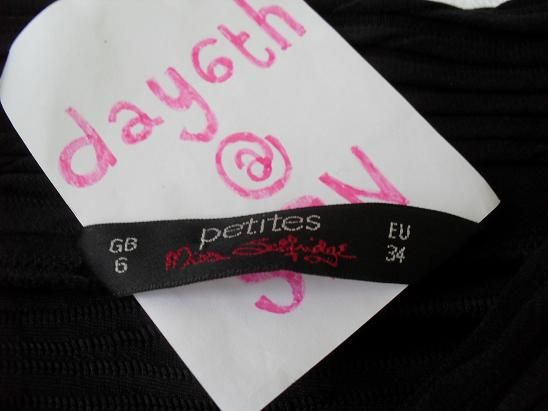 day6th
@
GB
6
petites
Miss Selfridge
EU
34